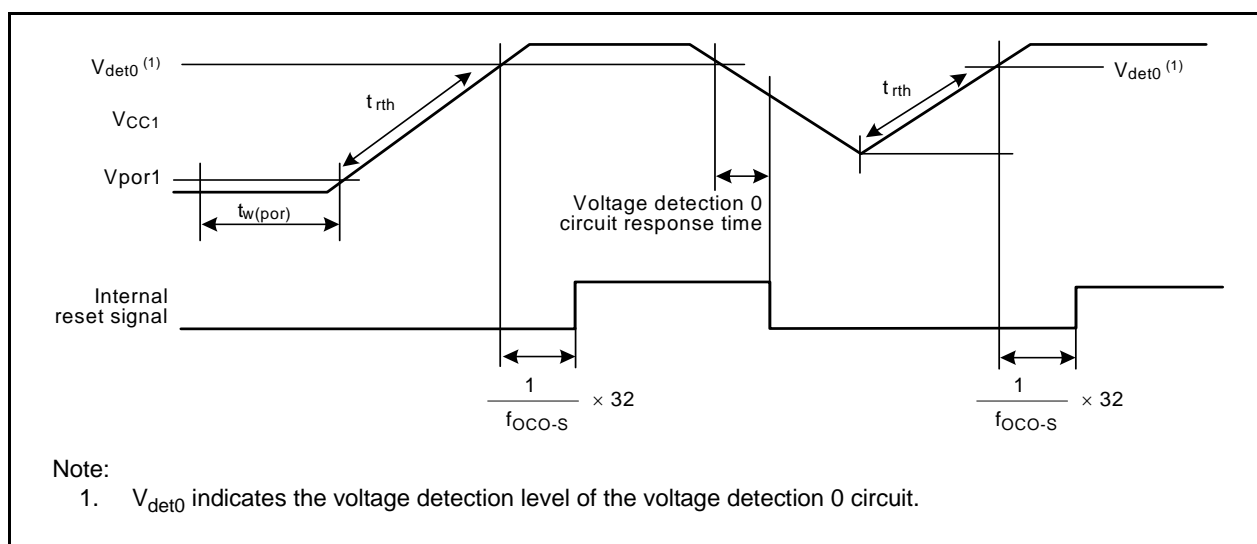 Vdet0 (1)
Vdet0 (1)
trth
trth
VCC1
Vpor1
tw(por)
Voltage detection 0
circuit response time
Internal
reset signal
1
fOCO-S
× 32
1
fOCO-S
× 32
Note:
1. Vdet0 indicates the voltage detection level of the voltage detection 0 circuit.